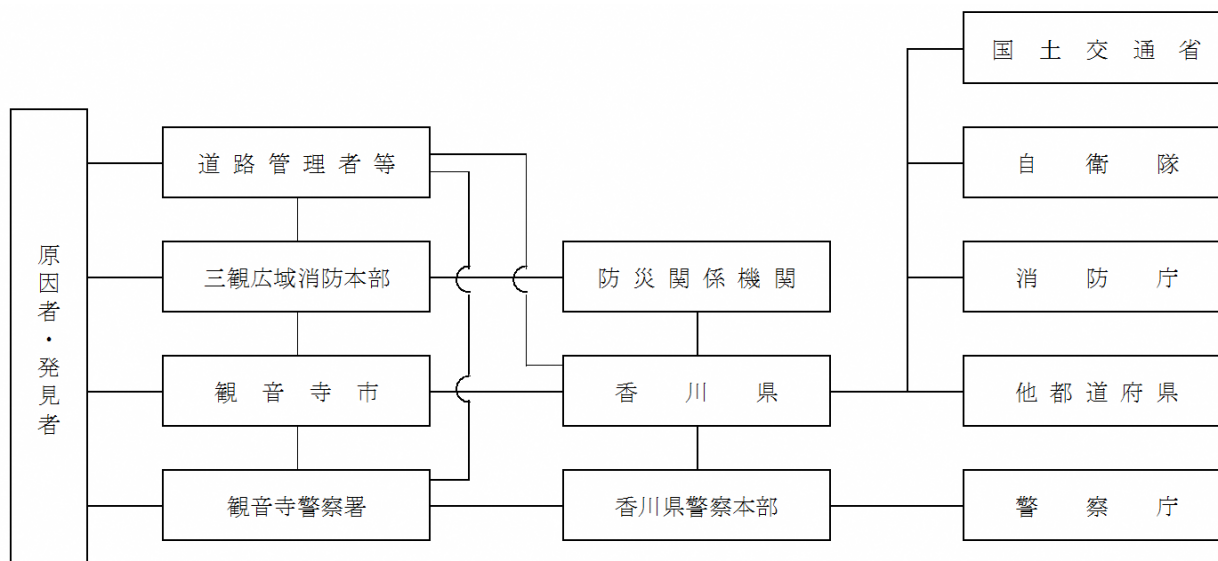 国土交通省
道路管理者等
自衛隊
原因者・発見者
三観広域消防本部
防災関係機関
消防庁
観音寺市
香川県
他都道府県
観音寺警察署
香川県警察本部
警察庁